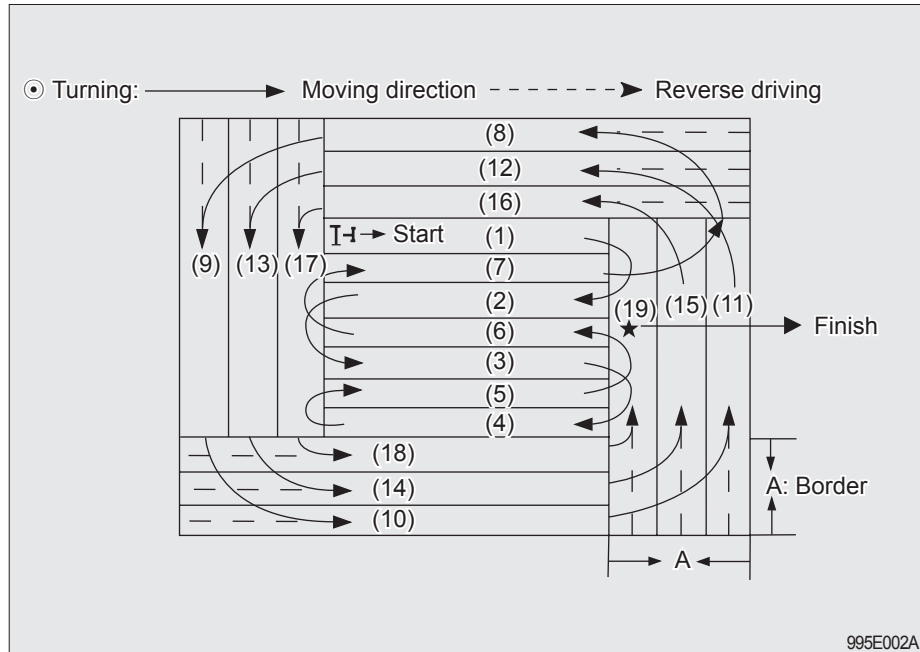 ⊙ Turning: Moving direction Reverse driving
(8)
(12)
(16)
Start (1)
(9) (13) (17)
(7)
(2)
(19) (15) (11)
(6)
★ Finish
(3)
(5)
(4)
(18)
(14)
A: Border
(10)
A
995E002A